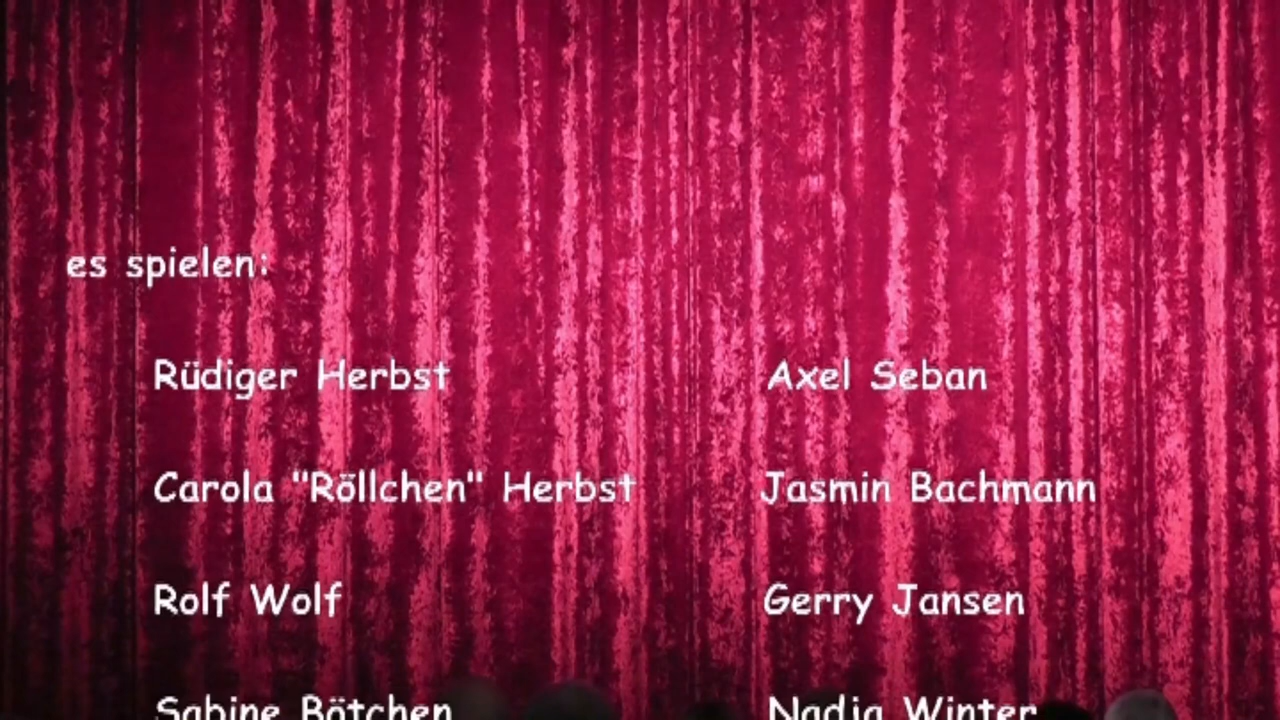 es spielen:
Rüdiger Herbst Axel Seban
Carola "Röllchen" Herbst Jasmin Bachmann
Rolf Wolf Gerry Jansen
Sabine Bötchen Nadja Winter